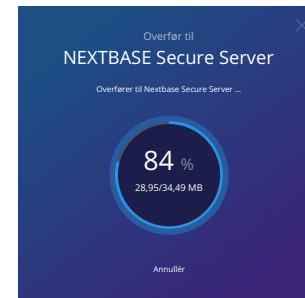 Overfør til
NEXTBASE Secure Server
Overfører til Nextbase Secure Server ...
84 %
28,95/34,49 MB
Annullér